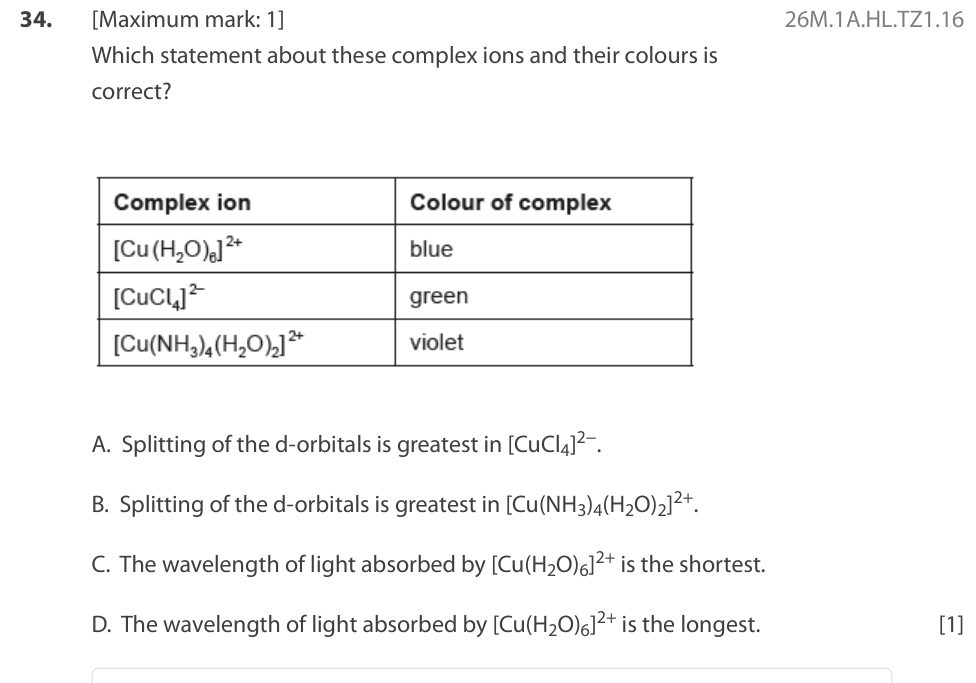 34. [Maximum mark: 1] 26M.1A.HL.TZ1.16
Which statement about these complex ions and their colours is
correct?
Complex ion Colour of complex
[Cu(H₂O)₆]²⁺ blue
[CuCl₄]²⁻ green
[Cu(NH₃)₄(H₂O)₂]²⁺ violet
A. Splitting of the d-orbitals is greatest in [CuCl₄]²⁻.
B. Splitting of the d-orbitals is greatest in [Cu(NH₃)₄(H₂O)₂]²⁺.
C. The wavelength of light absorbed by [Cu(H₂O)₆]²⁺ is the shortest.
D. The wavelength of light absorbed by [Cu(H₂O)₆]²⁺ is the longest. [1]